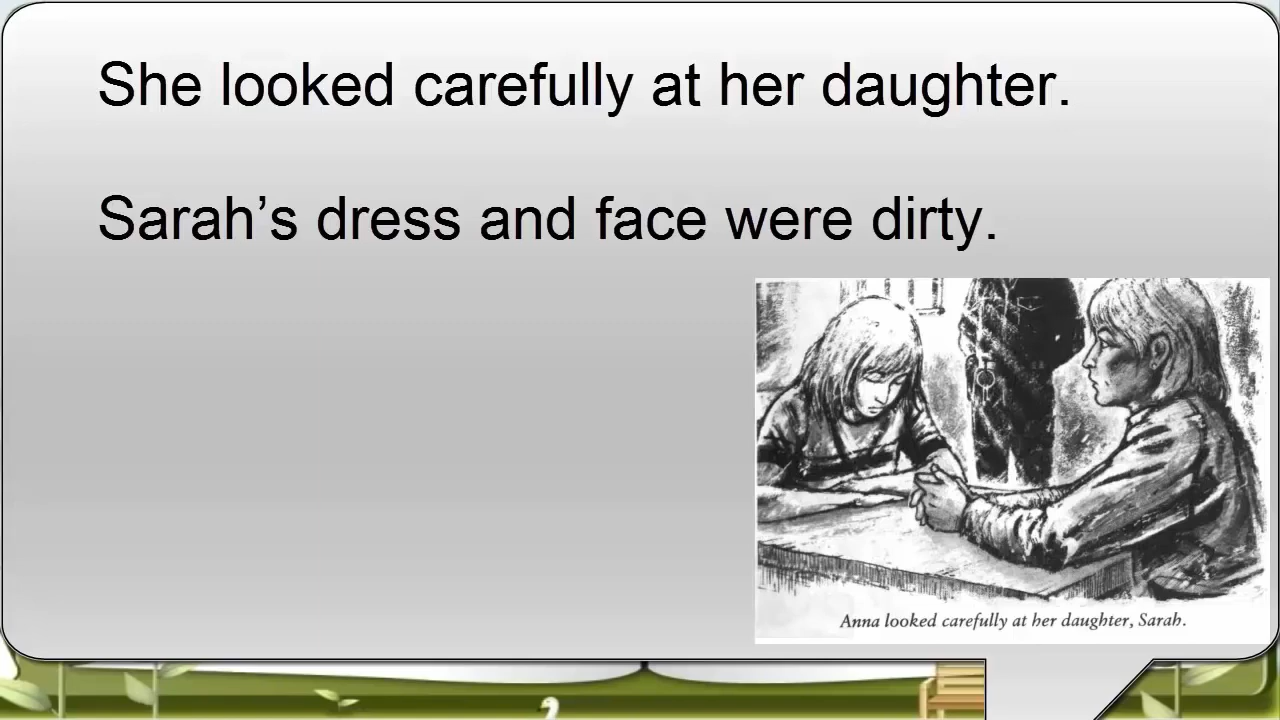 She looked carefully at her daughter.
Sarah’s dress and face were dirty.
Anna looked carefully at her daughter, Sarah.